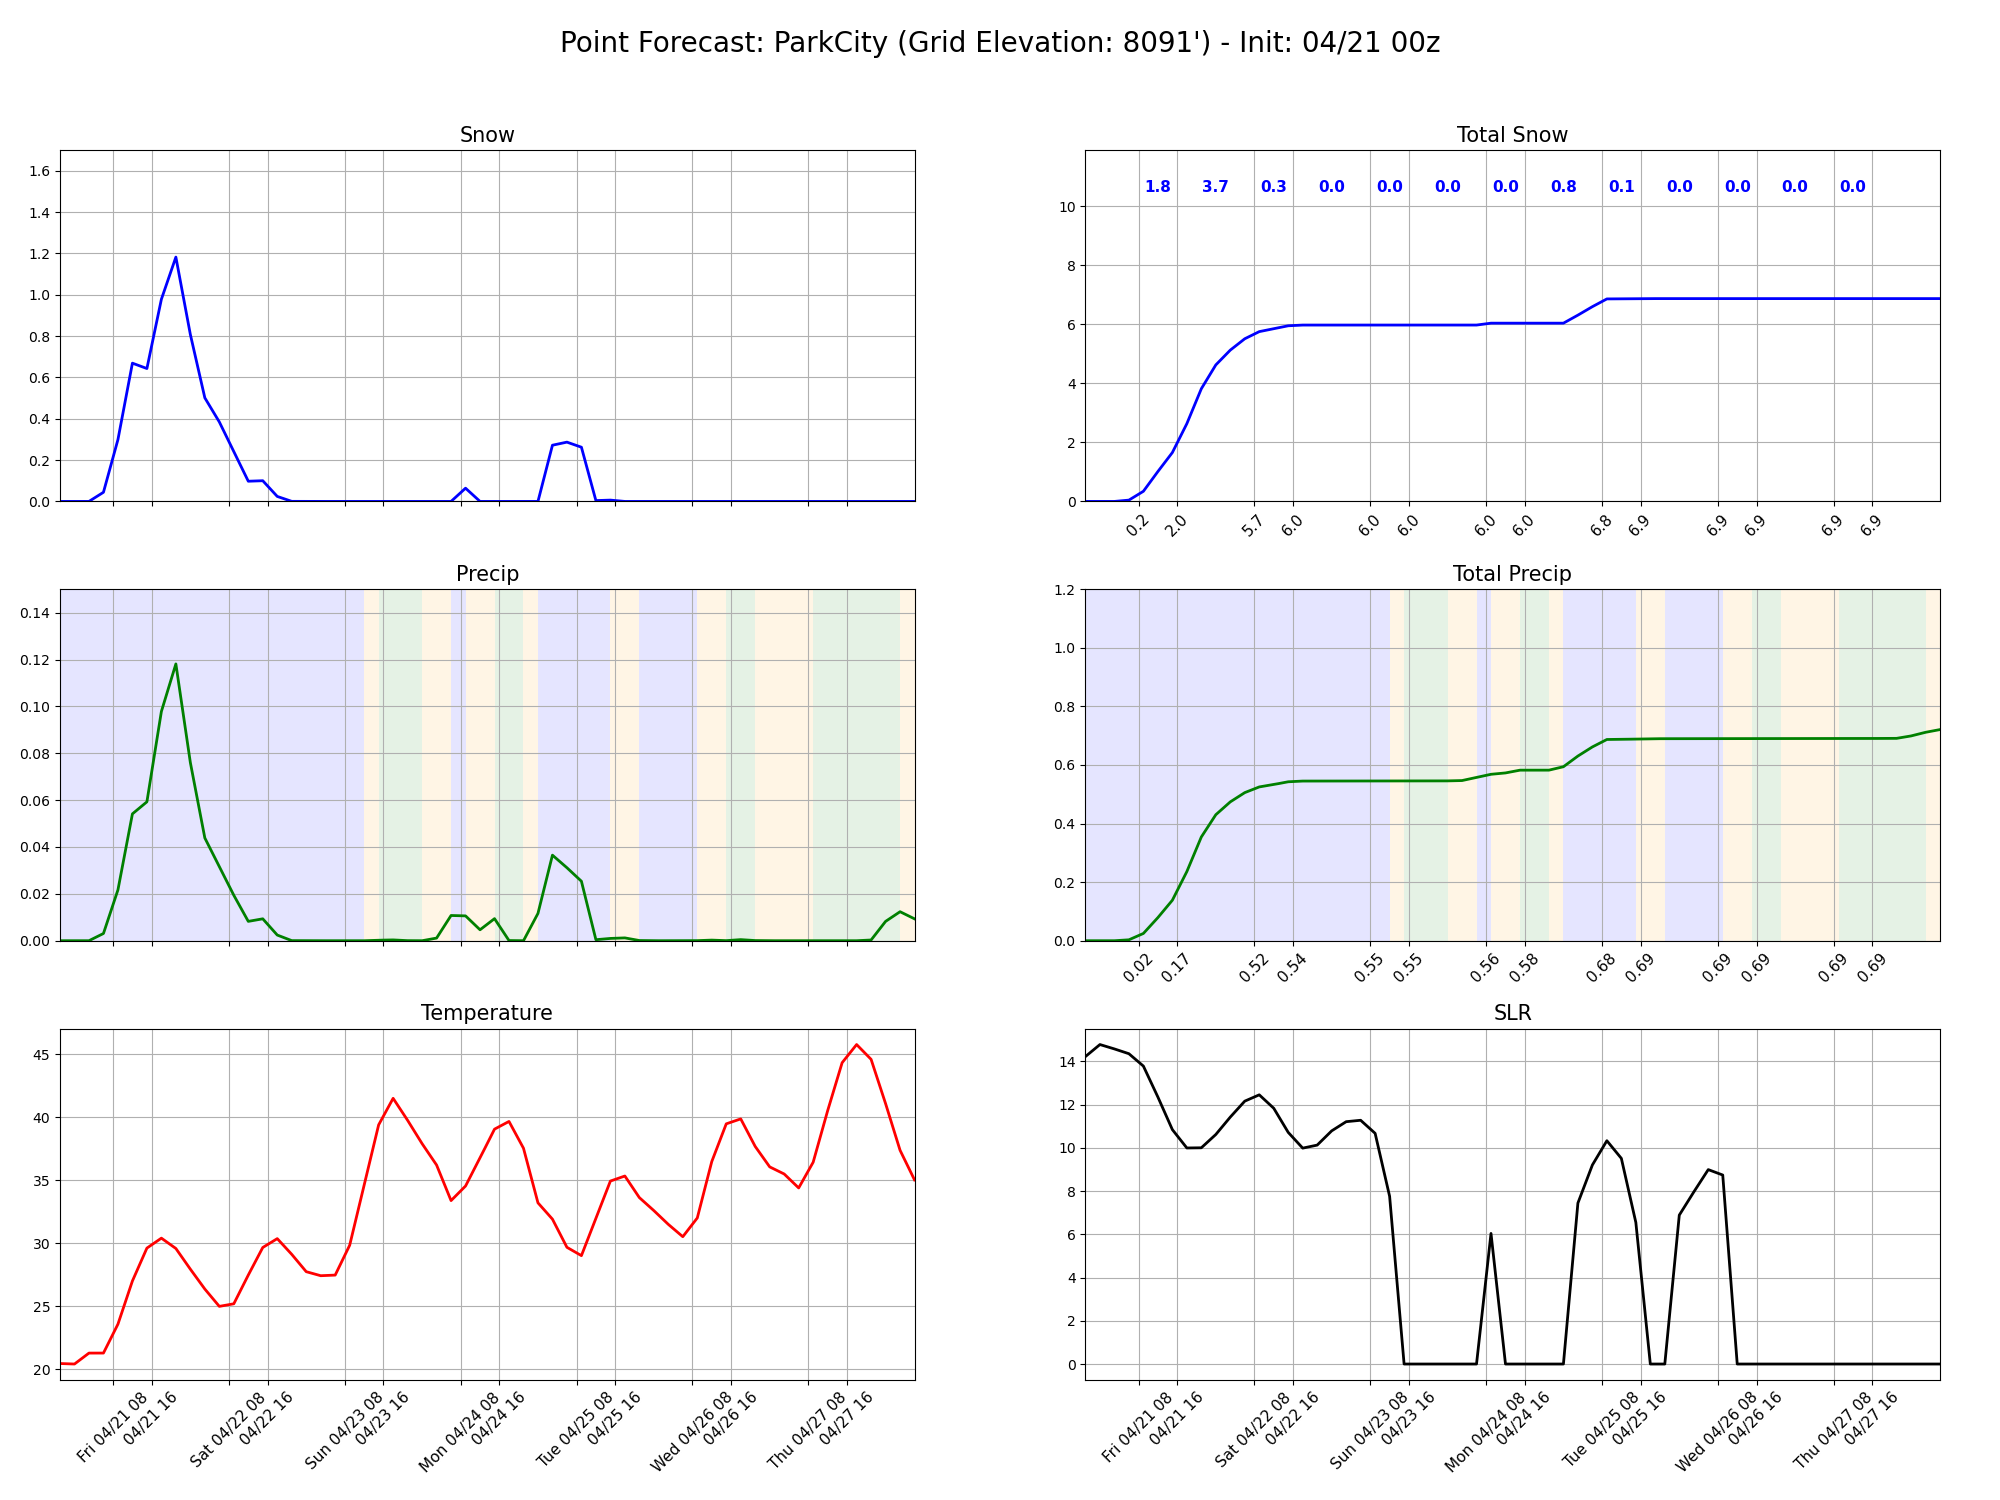 Point Forecast: ParkCity (Grid Elevation: 8091') - Init: 04/21 00z
Snow
1.6
1.4
1.2
1.0
0.8
0.6
0.4
0.2
0.0
Total Snow
1.8 3.7 0.3 0.0 0.0 0.0 0.0 0.8 0.1 0.0 0.0 0.0 0.0
10
8
6
4
2
0
0.2 2.0 5.7 6.0 6.0 6.0 6.0 6.0 6.8 6.9 6.9 6.9 6.9 6.9
Precip
0.14
0.12
0.10
0.08
0.06
0.04
0.02
0.00
Total Precip
1.2
1.0
0.8
0.6
0.4
0.2
0.0
0.02 0.17 0.52 0.54 0.55 0.55 0.56 0.58 0.68 0.69 0.69 0.69 0.69 0.69
Temperature
45
40
35
30
25
20
Fri 04/21 08
04/21 16
Sat 04/22 08
04/22 16
Sun 04/23 08
04/23 16
Mon 04/24 08
04/24 16
Tue 04/25 08
04/25 16
Wed 04/26 08
04/26 16
Thu 04/27 08
04/27 16
SLR
14
12
10
8
6
4
2
0
Fri 04/21 08
04/21 16
Sat 04/22 08
04/22 16
Sun 04/23 08
04/23 16
Mon 04/24 08
04/24 16
Tue 04/25 08
04/25 16
Wed 04/26 08
04/26 16
Thu 04/27 08
04/27 16